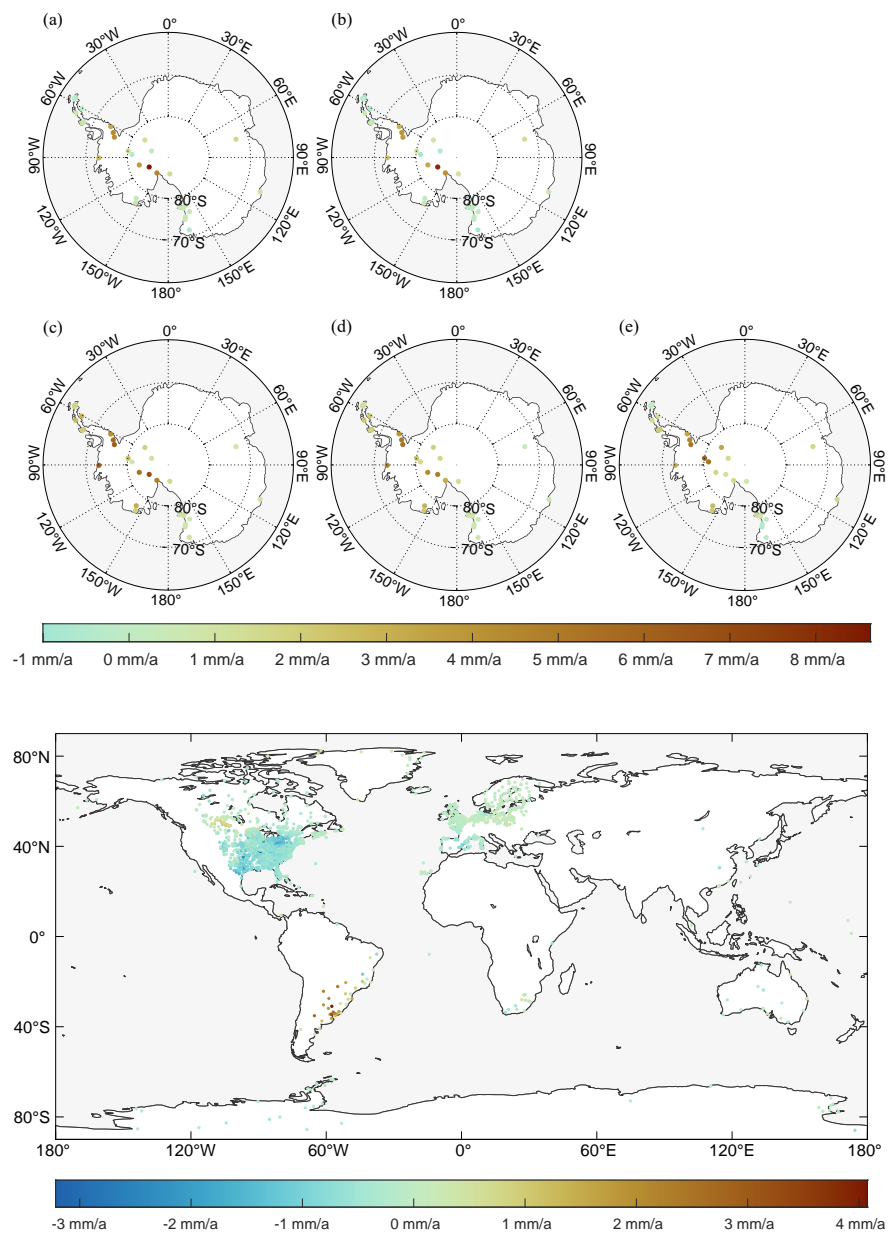 (a)
(b)
0°
30°E
60°E
90°E
120°E
150°E
180°
150°W
120°W
90°W
60°W
30°W
80°S
70°S
0°
30°E
60°E
90°E
120°E
150°E
180°
150°W
120°W
90°W
60°W
30°W
80°S
70°S
(c)
(d)
(e)
0°
30°E
60°E
90°E
120°E
150°E
180°
150°W
120°W
90°W
60°W
30°W
80°S
70°S
0°
30°E
60°E
90°E
120°E
150°E
180°
150°W
120°W
90°W
60°W
30°W
80°S
70°S
0°
30°E
60°E
90°E
120°E
150°E
180°
150°W
120°W
90°W
60°W
30°W
80°S
70°S
-1 mm/a 0 mm/a 1 mm/a 2 mm/a 3 mm/a 4 mm/a 5 mm/a 6 mm/a 7 mm/a 8 mm/a
80°N
40°N
0°
40°S
80°S
180° 120°W 60°W 0° 60°E 120°E 180°
-3 mm/a -2 mm/a -1 mm/a 0 mm/a 1 mm/a 2 mm/a 3 mm/a 4 mm/a